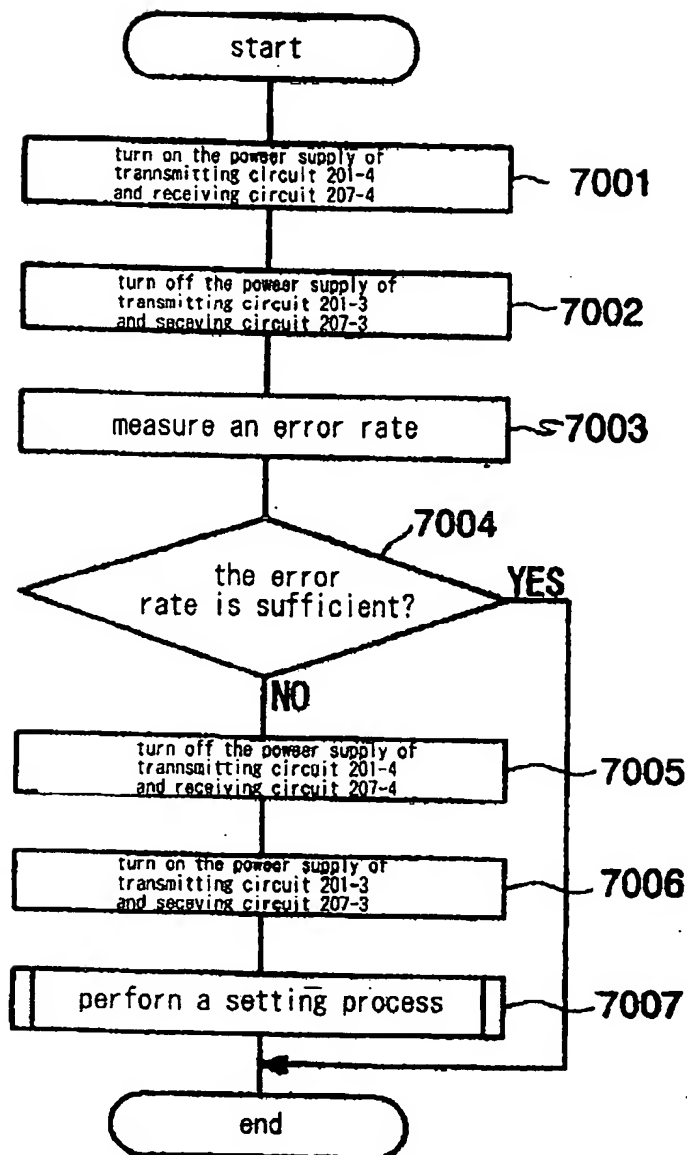 start
turn on the poweer supply of
trannsmitting circuit 201-4
and receiving circuit 207-4
7001
turn off the poweer supply of
transmitting circuit 201-3
and seceving circuit 207-3
7002
measure an error rate
7003
7004
the error
rate is sufficient?
YES
NO
turn off the poweer supply of
trannsmitting circuit 201-4
and receiving circuit 207-4
7005
turn on the poweer supply of
transmitting circuit 201-3
and seceving circuit 207-3
7006
perforn a setting process
7007
end